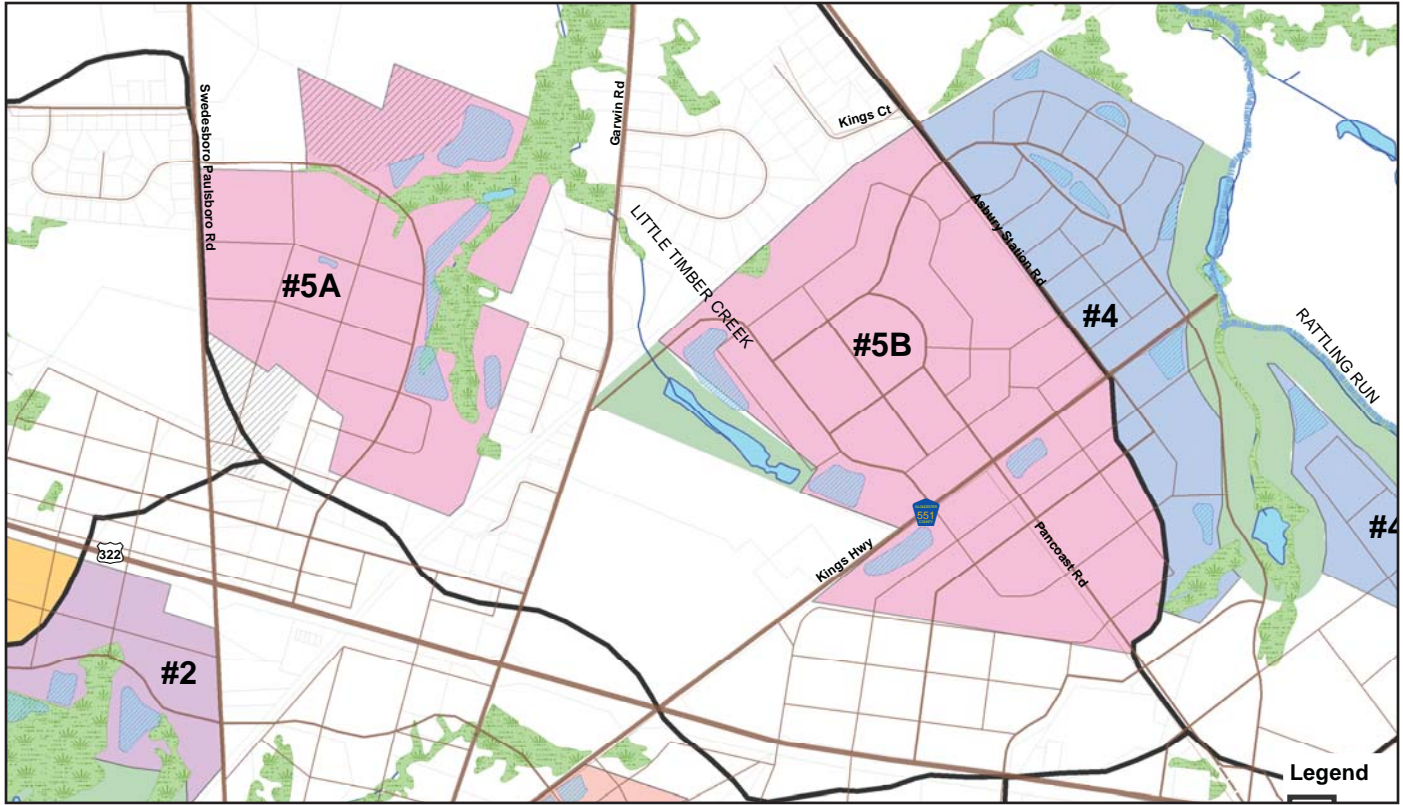 Kings Ct
Garwin Rd
Swedesboro Paulsboro Rd
Asbury Station Rd
LITTLE TIMBER CREEK
#5A
#4
#5B
RATTLING RUN
551
COUNTY
#4
Pancoast Rd
Kings Hwy
322
#2
Legend